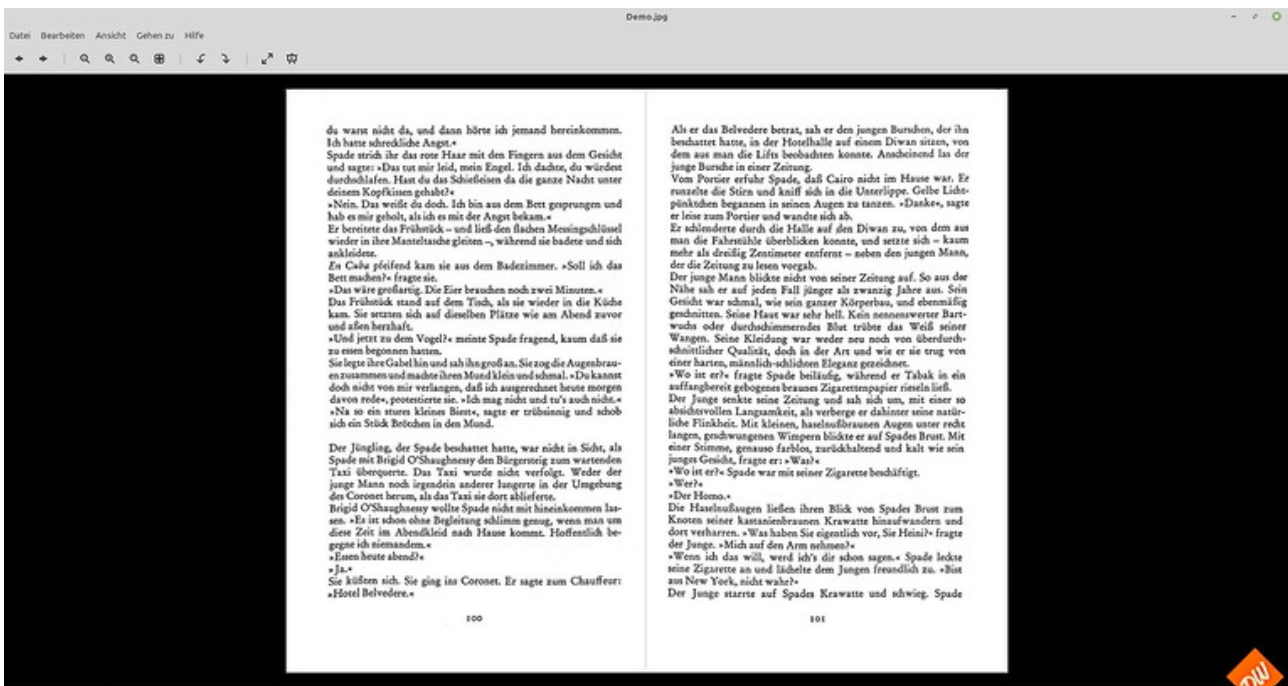 Demo.jpg
Datei Bearbeiten Ansicht Gehen zu Hilfe
du warst nicht da, und dann hörte ich jemand hereinkommen.
Ich hatte schreckliche Angst.«
Spade strich ihr das rote Haar mit den Fingern aus dem Gesicht
und sagte: »Das tut mir leid, mein Engel. Ich dachte, du würdest
durchschlafen. Hast du das Schießeisen da die ganze Nacht unter
deinem Kopfkissen gehabt?«
»Nein. Das weißt du doch. Ich bin aus dem Bett gesprungen und
hab es mir geholt, als ich es mit der Angst bekam.«
Er bereitete das Frühstück – und ließ den flachen Messingschlüssel
wieder in ihre Manteltasche gleiten –, während sie badete und sich
ankleidete.
En Cuba pfeifend kam sie aus dem Badezimmer. »Soll ich das
Bett machen?« fragte sie.
»Das wäre großartig. Die Eier brauchen noch zwei Minuten.«
Das Frühstück stand auf dem Tisch, als sie wieder in die Küche
kam. Sie setzten sich auf dieselben Plätze wie am Abend zuvor
und aßen herzhaft.
»Und jetzt zu dem Vogel?« meinte Spade fragend, kaum daß sie
zu essen begonnen hatten.
Sie legte ihre Gabel hin und sah ihn groß an. Sie zog die Augenbrau-
en zusammen und machte ihren Mund klein und schmal. »Du kannst
doch nicht von mir verlangen, daß ich ausgerechnet heute morgen
davon rede«, protestierte sie. »Ich mag nicht und tu's auch nicht.«
»Na so ein stures kleines Biest«, sagte er trübsinnig und schob
sich ein Stück Brötchen in den Mund.
Der Jüngling, der Spade beschattet hatte, war nicht in Sicht, als
Spade mit Brigid O'Shaughnessy den Bürgersteig zum wartenden
Taxi überquerte. Das Taxi wurde nicht verfolgt. Weder der
junge Mann noch irgendein anderer lungerte in der Umgebung
des Coronet herum, als das Taxi sie dort ablieferte.
Brigid O'Shaughnessy wollte Spade nicht mit hineinkommen las-
sen. »Es ist schon ohne Begleitung schlimm genug, wenn man um
diese Zeit im Abendkleid nach Hause kommt. Hoffentlich be-
gegne ich niemandem.«
»Essen heute abend?«
»Ja.«
Sie küßten sich. Sie ging ins Coronet. Er sagte zum Chauffeur:
»Hotel Belvedere.«
100
Als er das Belvedere betrat, sah er den jungen Burschen, der ihn
beschattet hatte, in der Hotelhalle auf einem Diwan sitzen, von
dem aus man die Lifts beobachten konnte. Anscheinend las der
junge Bursche in einer Zeitung.
Vom Portier erfuhr Spade, daß Cairo nicht im Hause war. Er
runzelte die Stirn und kniff sich in die Unterlippe. Gelbe Licht-
pünktchen begannen in seinen Augen zu tanzen. »Danke«, sagte
er leise zum Portier und wandte sich ab.
Er schlenderte durch die Halle auf den Diwan zu, von dem aus
man die Fahrstühle überblicken konnte, und setzte sich – kaum
mehr als dreißig Zentimeter entfernt – neben den jungen Mann,
der die Zeitung zu lesen vorgab.
Der junge Mann blickte nicht von seiner Zeitung auf. So aus der
Nähe sah er auf jeden Fall jünger als zwanzig Jahre aus. Sein
Gesicht war schmal, wie sein ganzer Körperbau, und ebenmäßig
geschnitten. Seine Haut war sehr hell. Kein nennenswerter Bart-
wuchs oder durchschimmerndes Blut trübte das Weiß seiner
Wangen. Seine Kleidung war weder neu noch von überdurch-
schnittlicher Qualität, doch in der Art und wie er sie trug von
einer harten, männlich-schlichten Eleganz gezeichnet.
»Wo ist er?« fragte Spade beiläufig, während er Tabak in ein
auffangbereit gebogenes braunes Zigarettenpapier rieseln ließ.
Der Junge senkte seine Zeitung und sah sich um, mit einer so
absichtsvollen Langsamkeit, als verberge er dahinter seine natür-
liche Flinkheit. Mit kleinen, haselnußbraunen Augen unter recht
langen, geschwungenen Wimpern blickte er auf Spades Brust. Mit
einer Stimme, genauso farblos, zurückhaltend und kalt wie sein
junges Gesicht, fragte er: »Was?«
»Wo ist er?« Spade war mit seiner Zigarette beschäftigt.
»Wer?«
»Der Homo.«
Die Haselnußaugen ließen ihren Blick von Spades Brust zum
Knoten seiner kastanienbraunen Krawatte hinaufwandern und
dort verharren. »Was haben Sie eigentlich vor, Sie Heini?« fragte
der Junge. »Mich auf den Arm nehmen?«
»Wenn ich das will, werd ich's dir schon sagen.« Spade leckte
seine Zigarette an und lächelte dem Jungen freundlich zu. »Bist
aus New York, nicht wahr?«
Der Junge starrte auf Spades Krawatte und schwieg. Spade
101